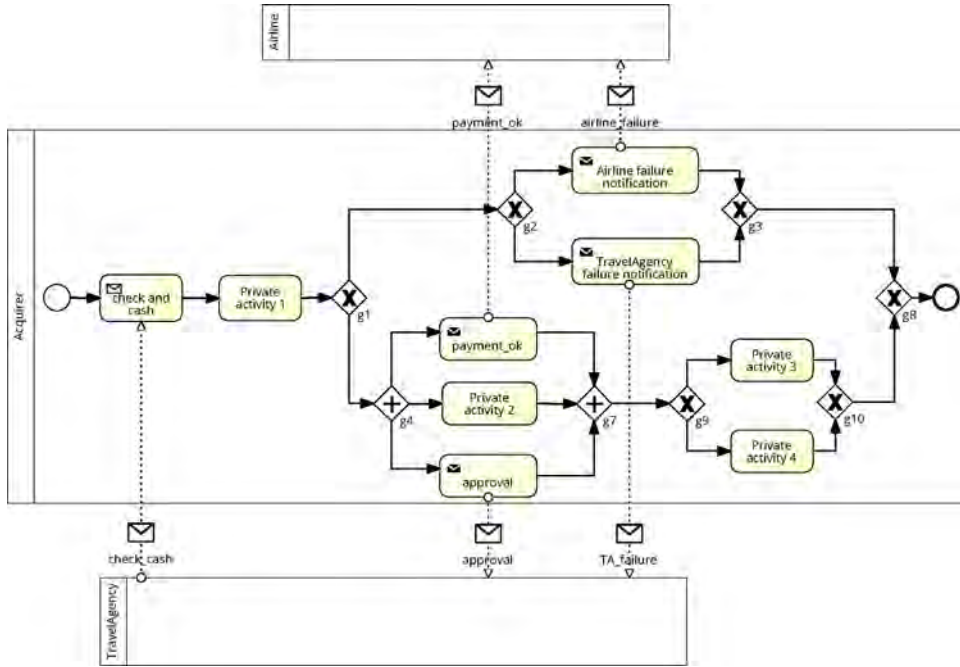 Airline
payment_ok
airline_failure
Acquirer
Airline failure
notification
g2
g3
TravelAgency
failure notification
check and
cash
Private
activity 1
g1
g8
payment_ok
Private
activity 2
approval
g4
g7
Private
activity 3
g9
g10
Private
activity 4
check_cash
approval
TA_failure
TravelAgency